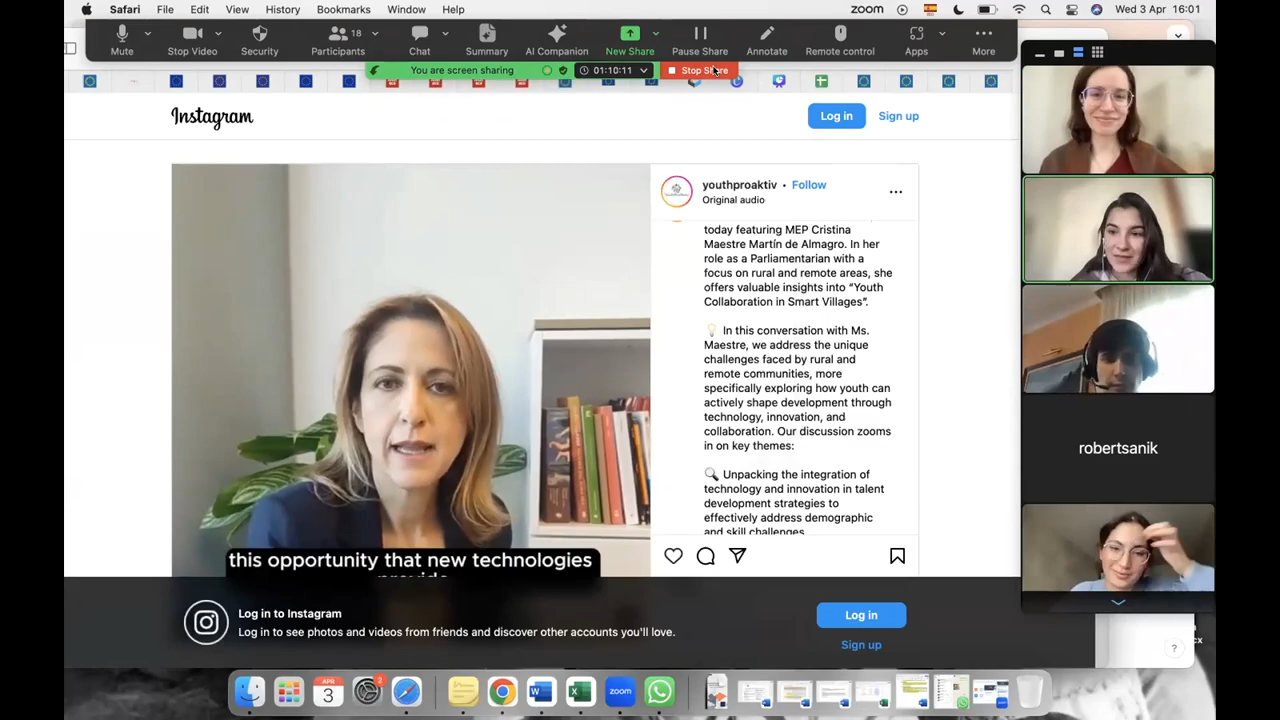 Safari File Edit View History Bookmarks Window Help
zoom
Wed 3 Apr 16:01
Mute
Stop Video
Security
Participants 18
Chat
Summary
AI Companion
New Share
Pause Share
Annotate
Remote control
Apps
More
You are screen sharing
01:10:11
Instagram
Log in
Sign up
youthproaktiv • Follow
Original audio
today featuring MEP Cristina
Maestre Martín de Almagro. In her
role as a Parliamentarian with a
focus on rural and remote areas, she
offers valuable insights into “Youth
Collaboration in Smart Villages”.
💡 In this conversation with Ms.
Maestre, we address the unique
challenges faced by rural and
remote communities, more
specifically exploring how youth can
actively shape development through
technology, innovation, and
collaboration. Our discussion zooms
in on key themes:
🔍 Unpacking the integration of
technology and innovation in talent
development strategies to
effectively address demographic
and skill challenges
this opportunity that new technologies
robertsanik
Log in to Instagram
Log in to see photos and videos from friends and discover other accounts you'll love.
Log in
Sign up
?
APR
3
2
W
X
zoom